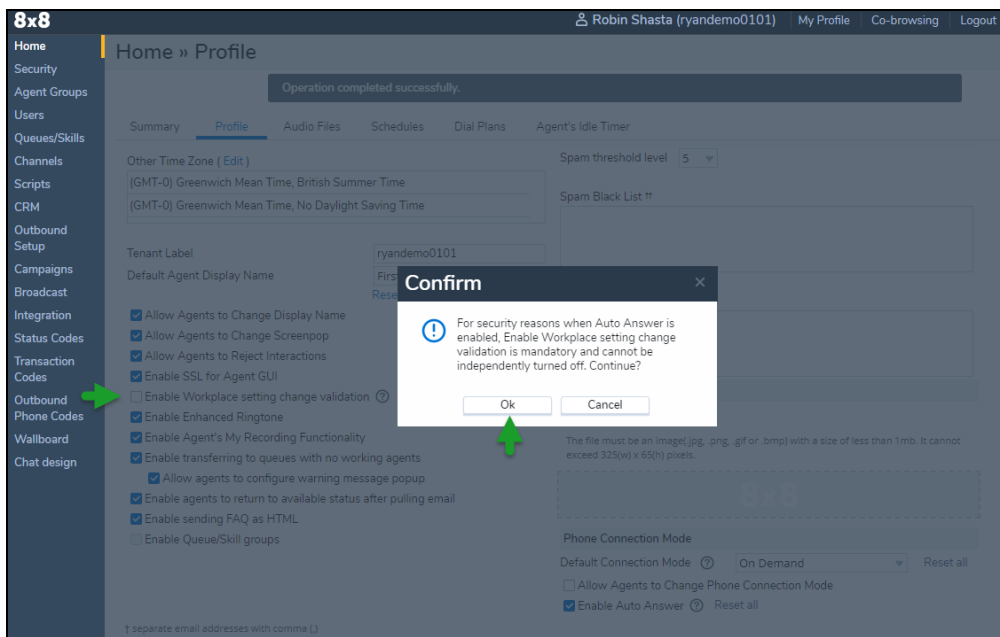 8x8
Robin Shasta (ryandemo0101) My Profile Co-browsing Logout
Home
Security
Agent Groups
Users
Queues/Skills
Channels
Scripts
CRM
Outbound
Setup
Campaigns
Broadcast
Integration
Status Codes
Transaction
Codes
Outbound
Phone Codes
Wallboard
Chat design
Home » Profile
Operation completed successfully.
Summary Profile Audio Files Schedules Dial Plans Agent's Idle Timer
Other Time Zone ( Edit )
(GMT-0) Greenwich Mean Time, British Summer Time
(GMT-0) Greenwich Mean Time, No Daylight Saving Time
Tenant Label ryandemo0101
Default Agent Display Name Firs
Rese
Allow Agents to Change Display Name
Allow Agents to Change Screenpop
Allow Agents to Reject Interactions
Enable SSL for Agent GUI
Enable Workplace setting change validation ?
Enable Enhanced Ringtone
Enable Agent's My Recording Functionality
Enable transferring to queues with no working agents
Allow agents to configure warning message popup
Enable agents to return to available status after pulling email
Enable sending FAQ as HTML
Enable Queue/Skill groups
† separate email addresses with comma (,)
Spam threshold level 5
Spam Black List ††
Confirm
For security reasons when Auto Answer is
enabled, Enable Workplace setting change
validation is mandatory and cannot be
independently turned off. Continue?
Ok Cancel
The file must be an image(.jpg, .png, .gif or .bmp) with a size of less than 1mb. It cannot
exceed 325(w) x 65(h) pixels.
8x8
Phone Connection Mode
Default Connection Mode ? On Demand Reset all
Allow Agents to Change Phone Connection Mode
Enable Auto Answer ? Reset all